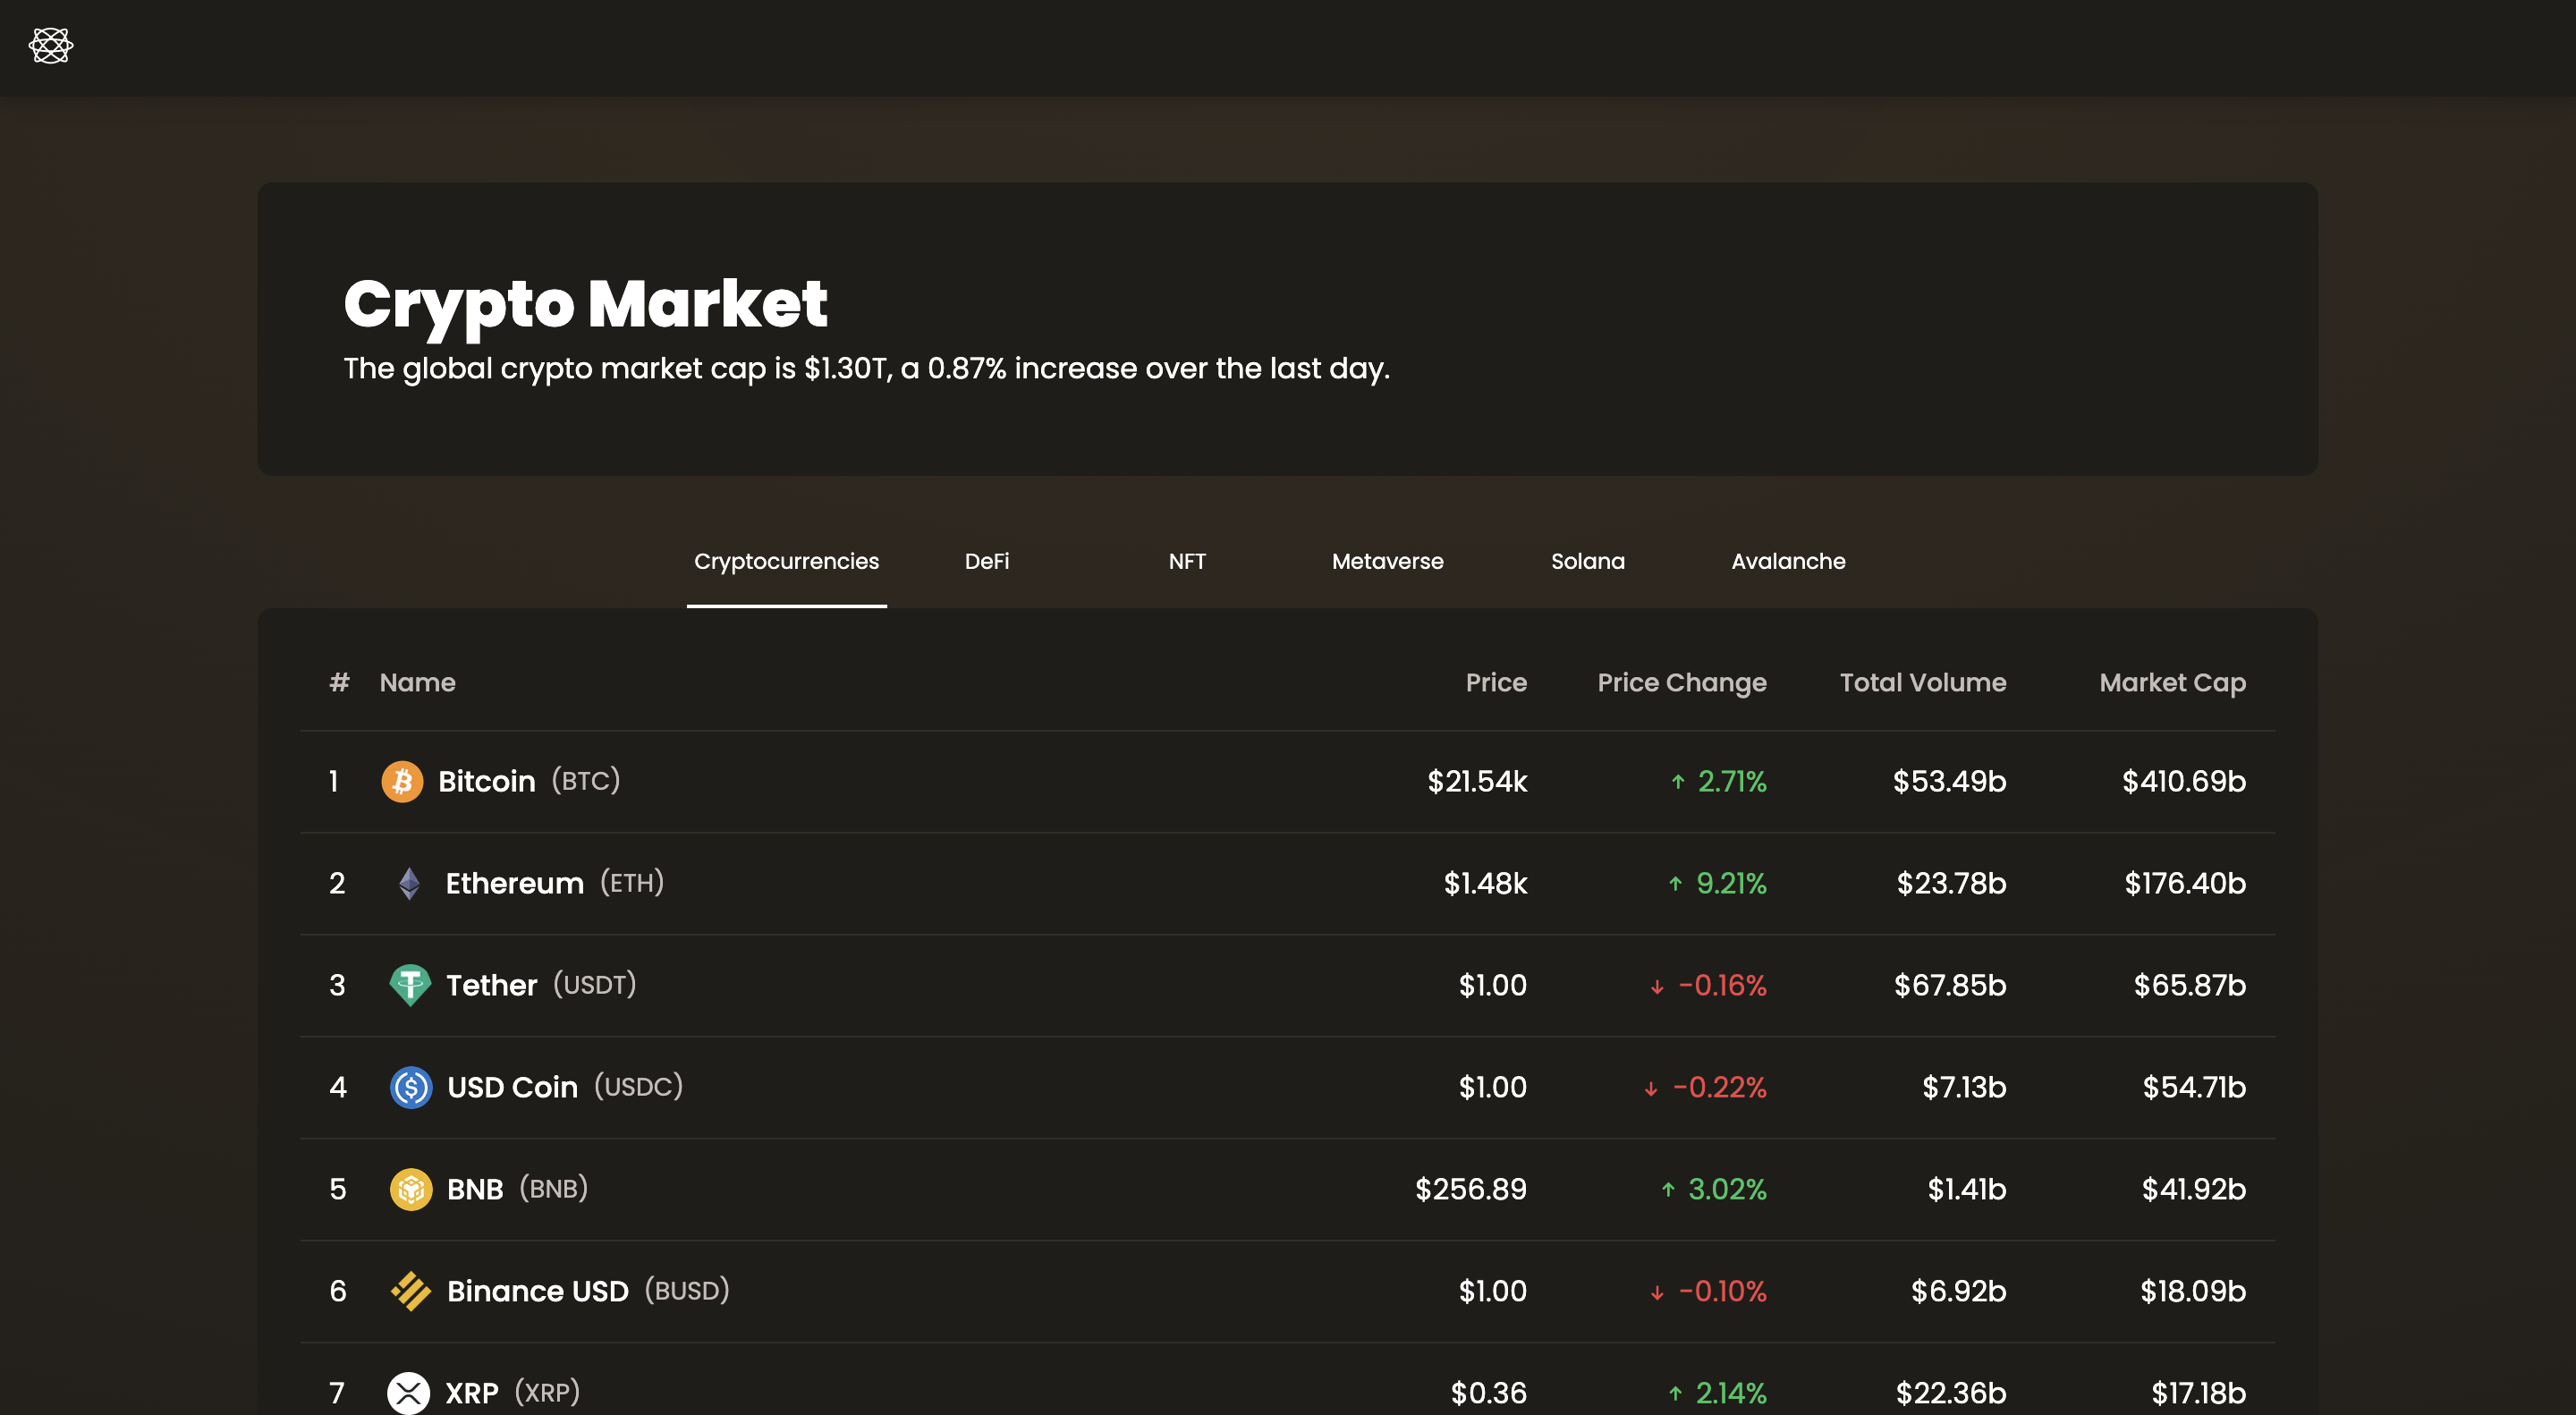 Crypto Market
The global crypto market cap is $1.30T, a 0.87% increase over the last day.
Cryptocurrencies DeFi NFT Metaverse Solana Avalanche
# Name Price Price Change Total Volume Market Cap
1 Bitcoin (BTC) $21.54k ↑ 2.71% $53.49b $410.69b
2 Ethereum (ETH) $1.48k ↑ 9.21% $23.78b $176.40b
3 Tether (USDT) $1.00 ↓ -0.16% $67.85b $65.87b
4 USD Coin (USDC) $1.00 ↓ -0.22% $7.13b $54.71b
5 BNB (BNB) $256.89 ↑ 3.02% $1.41b $41.92b
6 Binance USD (BUSD) $1.00 ↓ -0.10% $6.92b $18.09b
7 XRP (XRP) $0.36 ↑ 2.14% $22.36b $17.18b